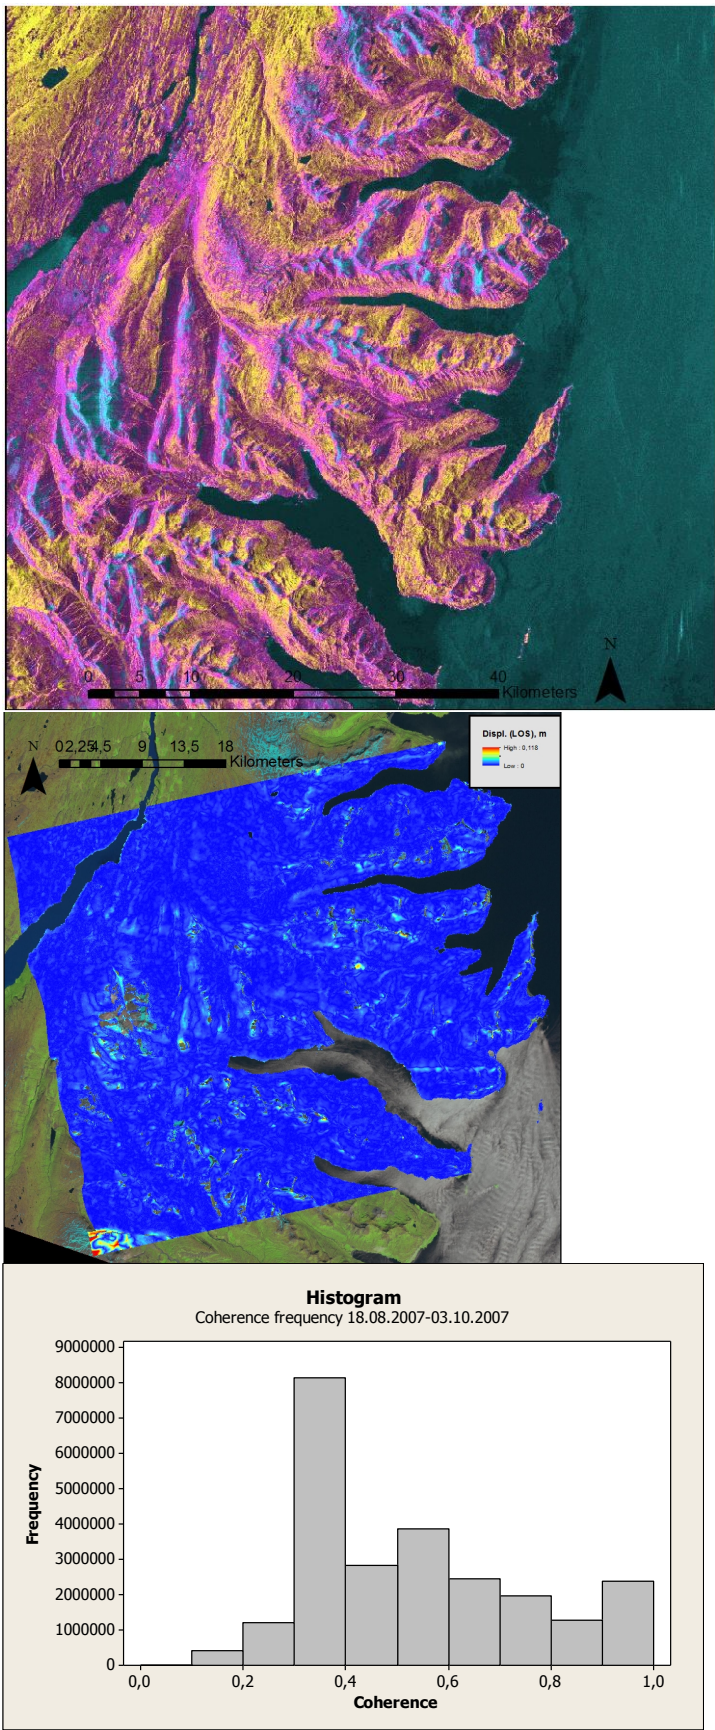 N
0 5 10 20 30 40
Kilometers
Displ. (LOS), m
High : 0,118
Low : 0
N
0 2,25 4,5 9 13,5 18
Kilometers
Histogram
Coherence frequency 18.08.2007-03.10.2007
9000000
8000000
7000000
6000000
5000000
4000000
3000000
2000000
1000000
0
Frequency
0,0 0,2 0,4 0,6 0,8 1,0
Coherence